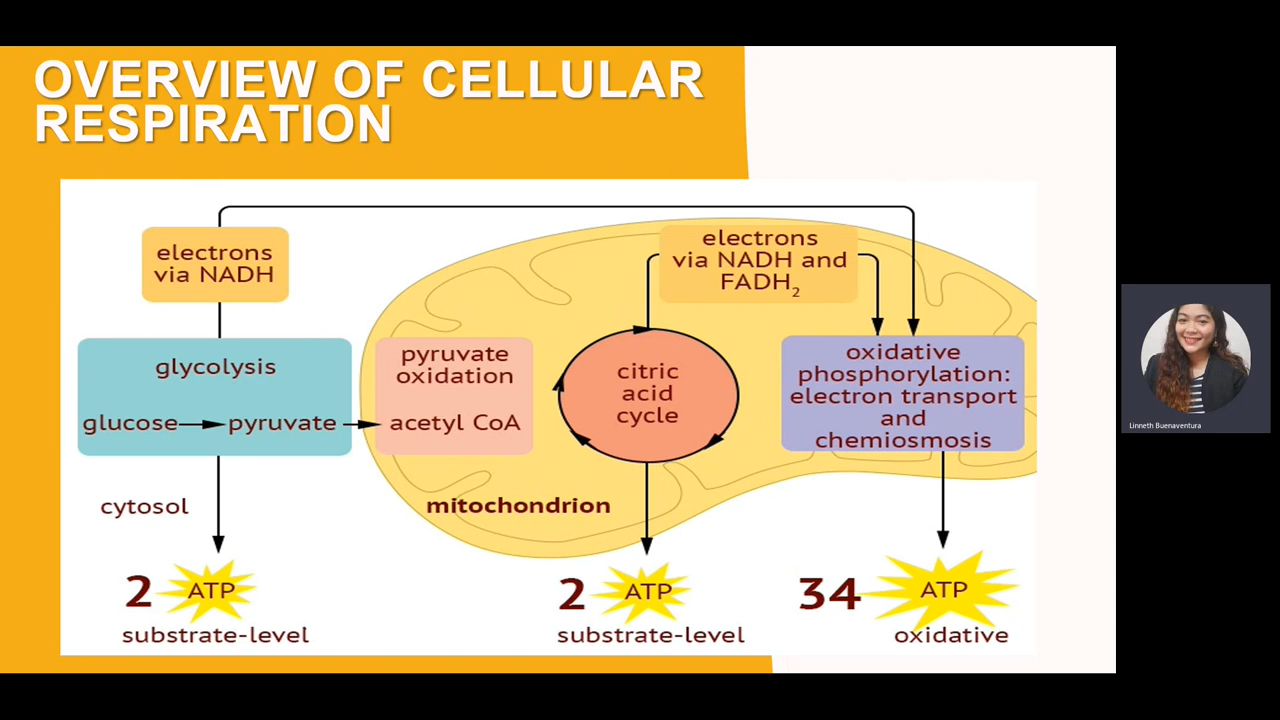 OVERVIEW OF CELLULAR
RESPIRATION
electrons
via NADH
electrons
via NADH and
FADH₂
glycolysis
glucose pyruvate
pyruvate
oxidation
acetyl CoA
citric
acid
cycle
oxidative
phosphorylation:
electron transport
and
chemiosmosis
cytosol
mitochondrion
2 ATP
substrate-level
2 ATP
substrate-level
34 ATP
oxidative
Linneth Buenaventura